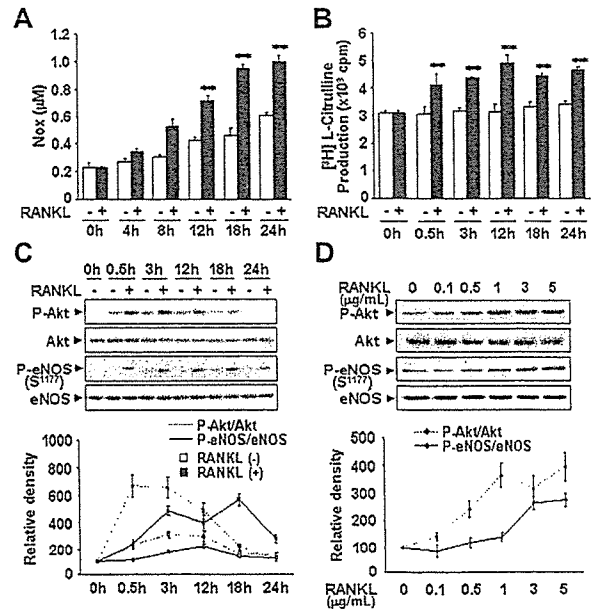 A
Nox (µM)
1.2
1.0
0.8
0.6
0.4
0.2
0
** ** **
RANKL - + - + - + - + - + - +
0h 4h 8h 12h 18h 24h
B
[³H] L-Citrulline
Production (x10³ cpm)
6
5
4
3
2
1
0
** ** ** ** **
RANKL - + - + - + - + - + - +
0h 0.5h 3h 12h 18h 24h
C
0h 0.5h 3h 12h 18h 24h
RANKL - - + - + - + - + - +
P-Akt
Akt
P-eNOS
(S¹¹⁷⁷)
eNOS
P-Akt/Akt
P-eNOS/eNOS
RANKL (-)
RANKL (+)
Relative density
1000
800
600
400
200
0
0h 0.5h 3h 12h 18h 24h
D
RANKL 0 0.1 0.5 1 3 5
(µg/mL)
P-Akt
Akt
P-eNOS
(S¹¹⁷⁷)
eNOS
P-Akt/Akt
P-eNOS/eNOS
Relative density
500
400
300
200
100
0
RANKL 0 0.1 0.5 1 3 5
(µg/mL)